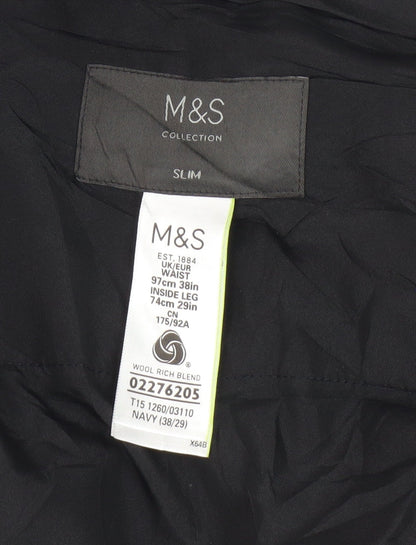 M&S
COLLECTION
SLIM
M&S
EST. 1884
UK/EUR
WAIST
97cm 38in
INSIDE LEG
74cm 29in
CN
175/92A
WOOL RICH BLEND
02276205
T15 1260/03110
NAVY (38/29)
X64B